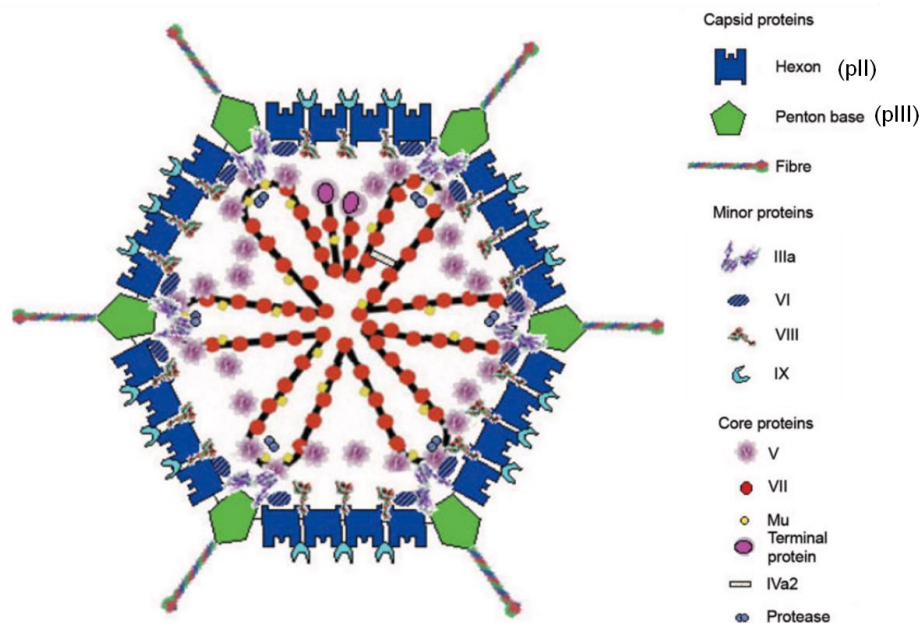 Capsid proteins
Hexon (pII)
Penton base (pIII)
Fibre
Minor proteins
IIIa
VI
VIII
IX
Core proteins
V
VII
Mu
Terminal
protein
IVa2
Protease